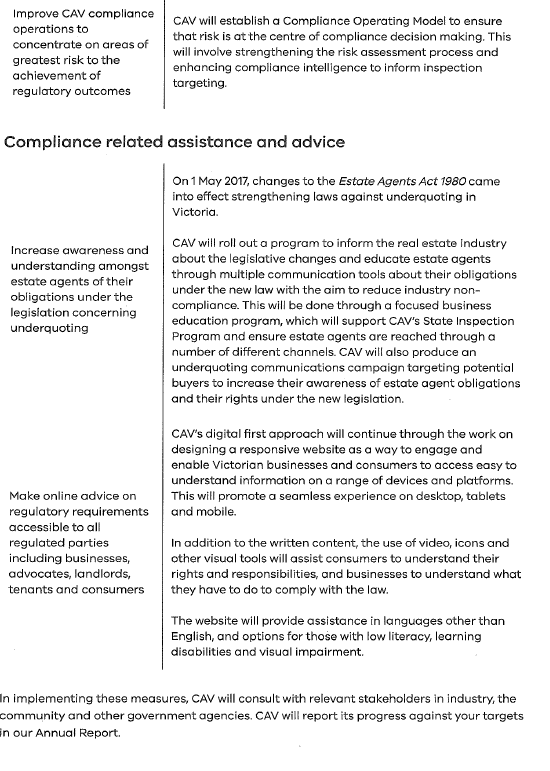 Improve CAV compliance
operations to
concentrate on areas of
greatest risk to the
achievement of
regulatory outcomes
CAV will establish a Compliance Operating Model to ensure
that risk is at the centre of compliance decision making. This
will involve strengthening the risk assessment process and
enhancing compliance intelligence to inform inspection
targeting.
Compliance related assistance and advice
Increase awareness and
understanding amongst
estate agents of their
obligations under the
legislation concerning
underquoting
On 1 May 2017, changes to the Estate Agents Act 1980 came
into effect strengthening laws against underquoting in
Victoria.
CAV will roll out a program to inform the real estate industry
about the legislative changes and educate estate agents
through multiple communication tools about their obligations
under the new law with the aim to reduce industry non-
compliance. This will be done through a focused business
education program, which will support CAV's State Inspection
Program and ensure estate agents are reached through a
number of different channels. CAV will also produce an
underquoting communications campaign targeting potential
buyers to increase their awareness of estate agent obligations
and their rights under the new legislation.
Make online advice on
regulatory requirements
accessible to all
regulated parties
including businesses,
advocates, landlords,
tenants and consumers
CAV's digital first approach will continue through the work on
designing a responsive website as a way to engage and
enable Victorian businesses and consumers to access easy to
understand information on a range of devices and platforms.
This will promote a seamless experience on desktop, tablets
and mobile.
In addition to the written content, the use of video, icons and
other visual tools will assist consumers to understand their
rights and responsibilities, and businesses to understand what
they have to do to comply with the law.
The website will provide assistance in languages other than
English, and options for those with low literacy, learning
disabilities and visual impairment.
In implementing these measures, CAV will consult with relevant stakeholders in industry, the
community and other government agencies. CAV will report its progress against your targets
in our Annual Report.